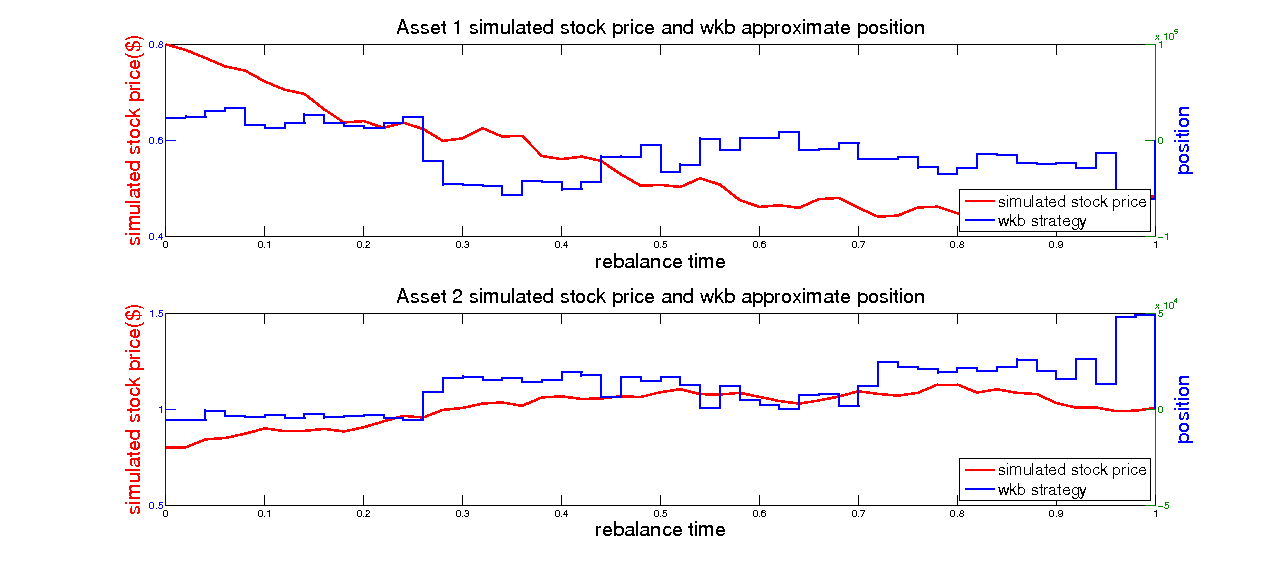 Asset 1 simulated stock price and wkb approximate position
x 10^5
simulated stock price($)
0.8
0.6
0.4
1
0
-1
position
simulated stock price
wkb strategy
0 0.1 0.2 0.3 0.4 0.5 0.6 0.7 0.8 0.9 1
rebalance time
Asset 2 simulated stock price and wkb approximate position
x 10^4
simulated stock price($)
1.5
1
0.5
5
0
-5
position
simulated stock price
wkb strategy
0 0.1 0.2 0.3 0.4 0.5 0.6 0.7 0.8 0.9 1
rebalance time